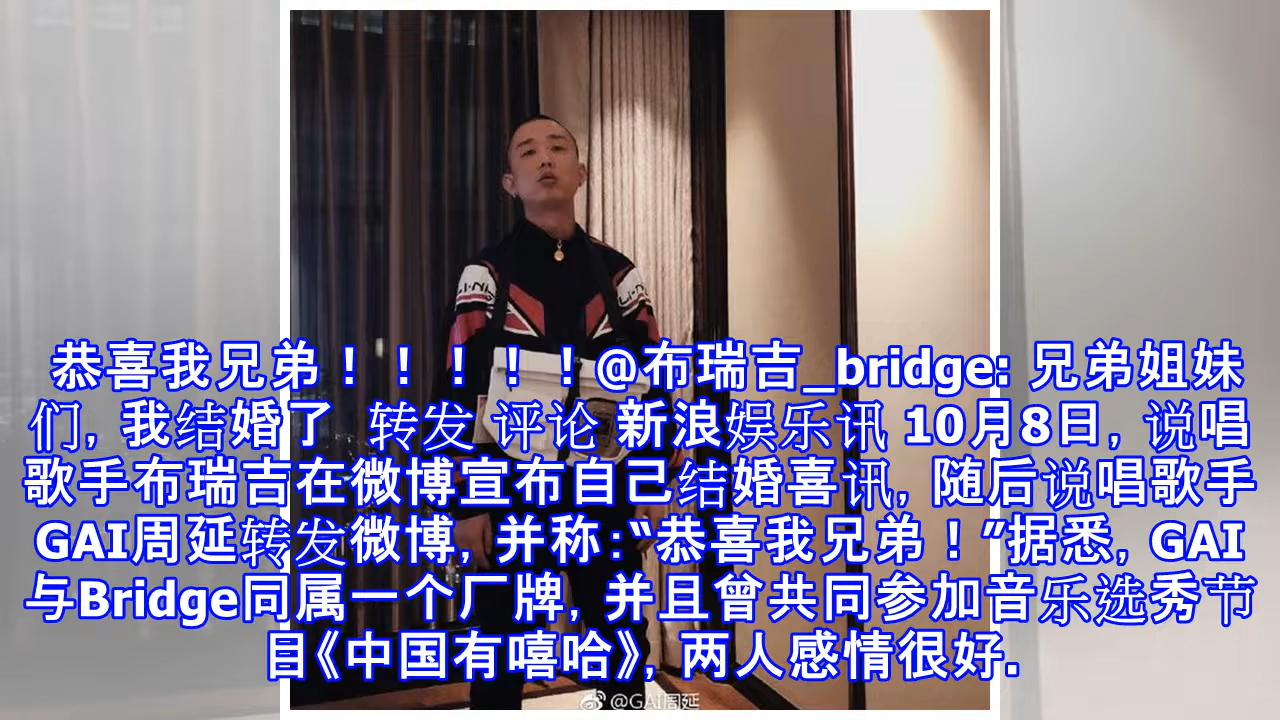 LI-NI
LI-NI
恭喜我兄弟！！！！！@布瑞吉_bridge: 兄弟姐妹
们, 我结婚了 转发 评论 新浪娱乐讯 10月8日, 说唱
歌手布瑞吉在微博宣布自己结婚喜讯, 随后说唱歌手
GAI周延转发微博, 并称:“恭喜我兄弟！”据悉, GAI
与Bridge同属一个厂牌, 并且曾共同参加音乐选秀节
目《中国有嘻哈》, 两人感情很好.
@GAI周延